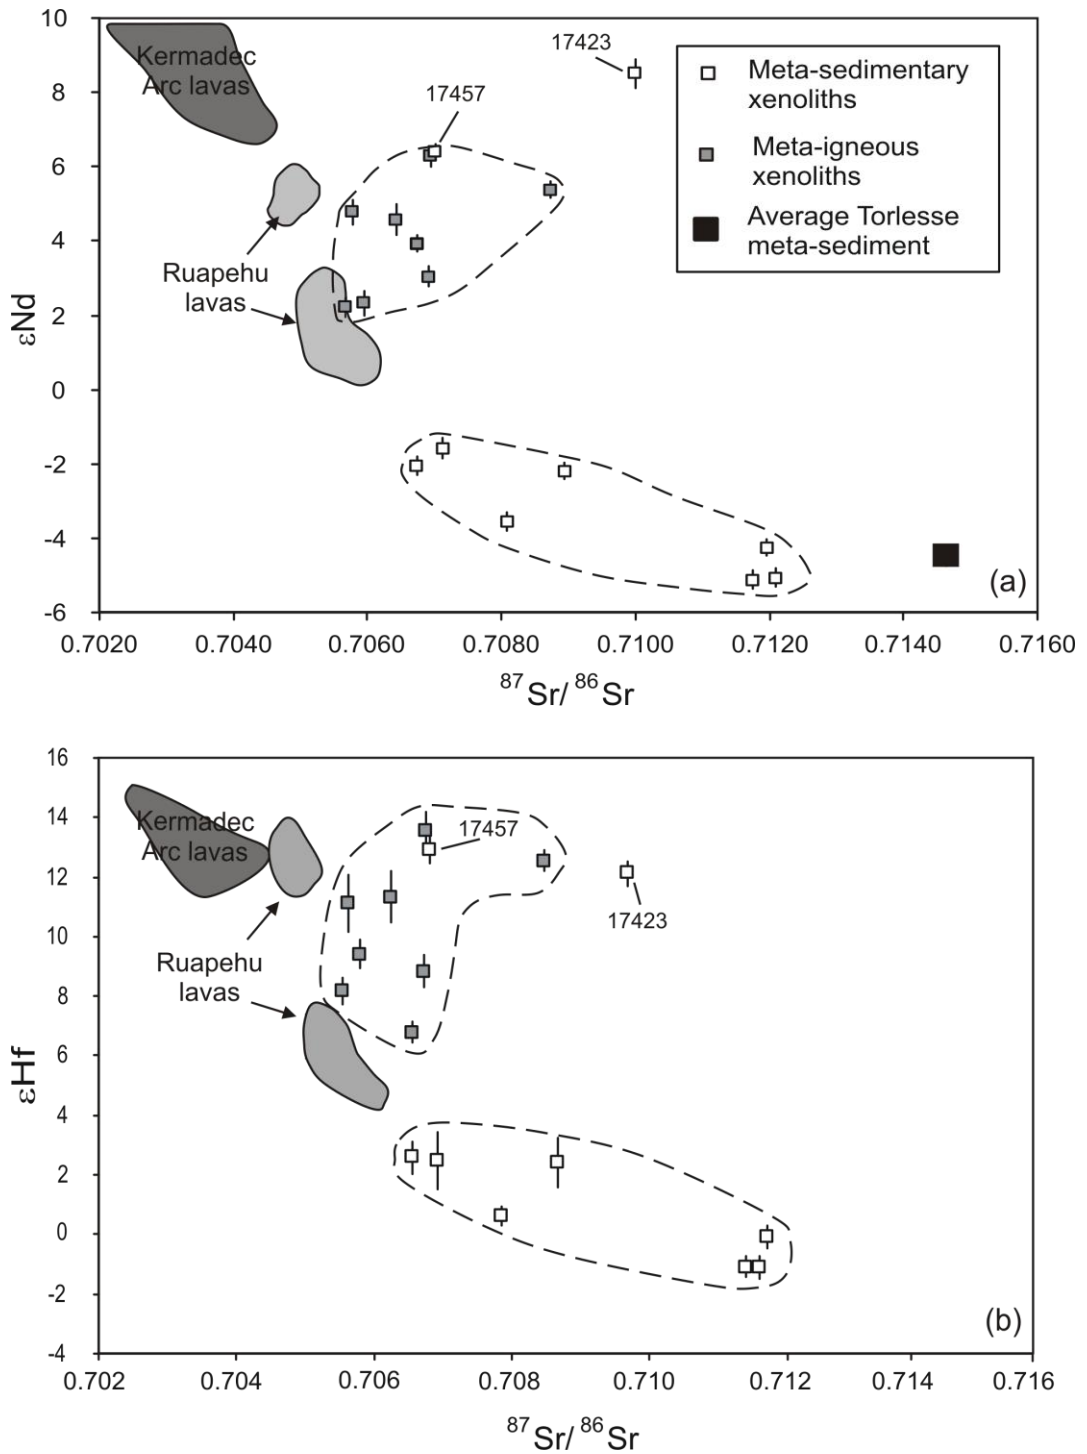 10
8
6
4
2
0
-2
-4
-6
εNd
Kermadec
Arc lavas
17423
17457
Meta-sedimentary
xenoliths
Meta-igneous
xenoliths
Average Torlesse
meta-sediment
Ruapehu
lavas
(a)
0.7020 0.7040 0.7060 0.7080 0.7100 0.7120 0.7140 0.7160
87Sr/86Sr
16
14
12
10
8
6
4
2
0
-2
-4
εHf
Kermadec
Arc lavas
17457
17423
Ruapehu
lavas
(b)
0.702 0.704 0.706 0.708 0.710 0.712 0.714 0.716
87Sr/86Sr